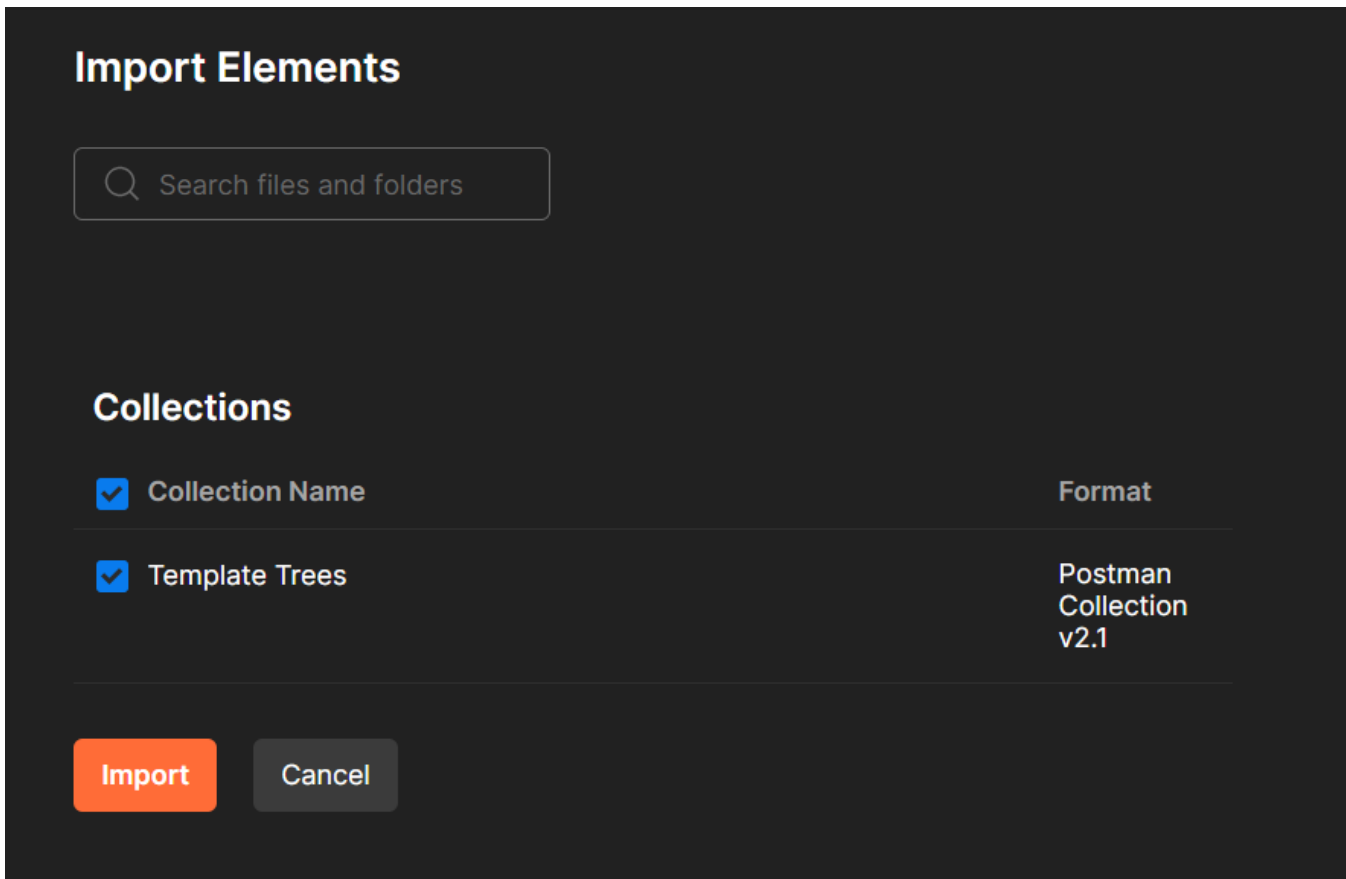 Import Elements
Search files and folders
Collections
Collection Name Format
Template Trees Postman
Collection
v2.1
Import Cancel